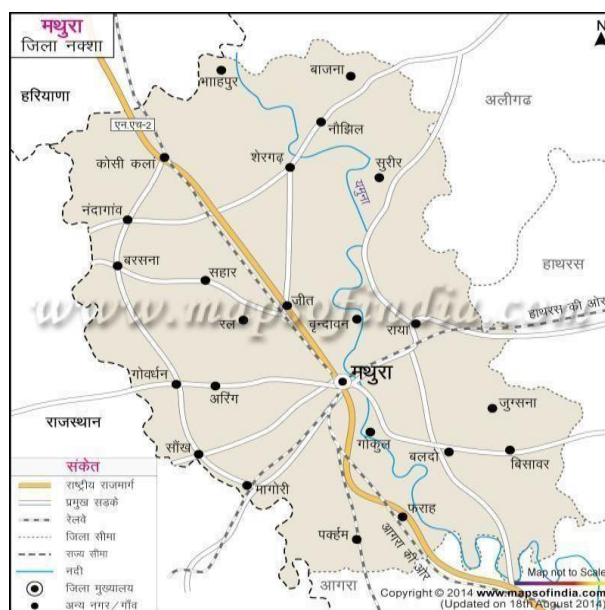 मथुरा
जिला नक्शा
N
हरियाणा
भााहपुर
बाजना
अलीगढ
एन.एच-2
नौझिल
कोसी कला
शेरगढ़
सुरीर
यमुना
नंदागांव
बरसना
हाथरस
सहार
जीत
हाथरस की ओर
www.mapsofindia.com
रल
बृन्दावन
राया
मथुरा
गोवर्धन
अरिंग
जुग्सना
राजस्थान
गोकुल
सौंख
बलदो
बिसावर
संकेत
राष्ट्रीय राजमार्ग
प्रमुख सड़के
रेलवे
जिला सीमा
राज्य सीमा
नदी
जिला मुख्यालय
अन्य नगर/गाँव
मागोरी
फराह
पर्क्हम
आगरा की ओर
आगरा
Map not to Scale
Copyright © 2014 www.mapsofindia.com
(Updated on 18th August 2014)